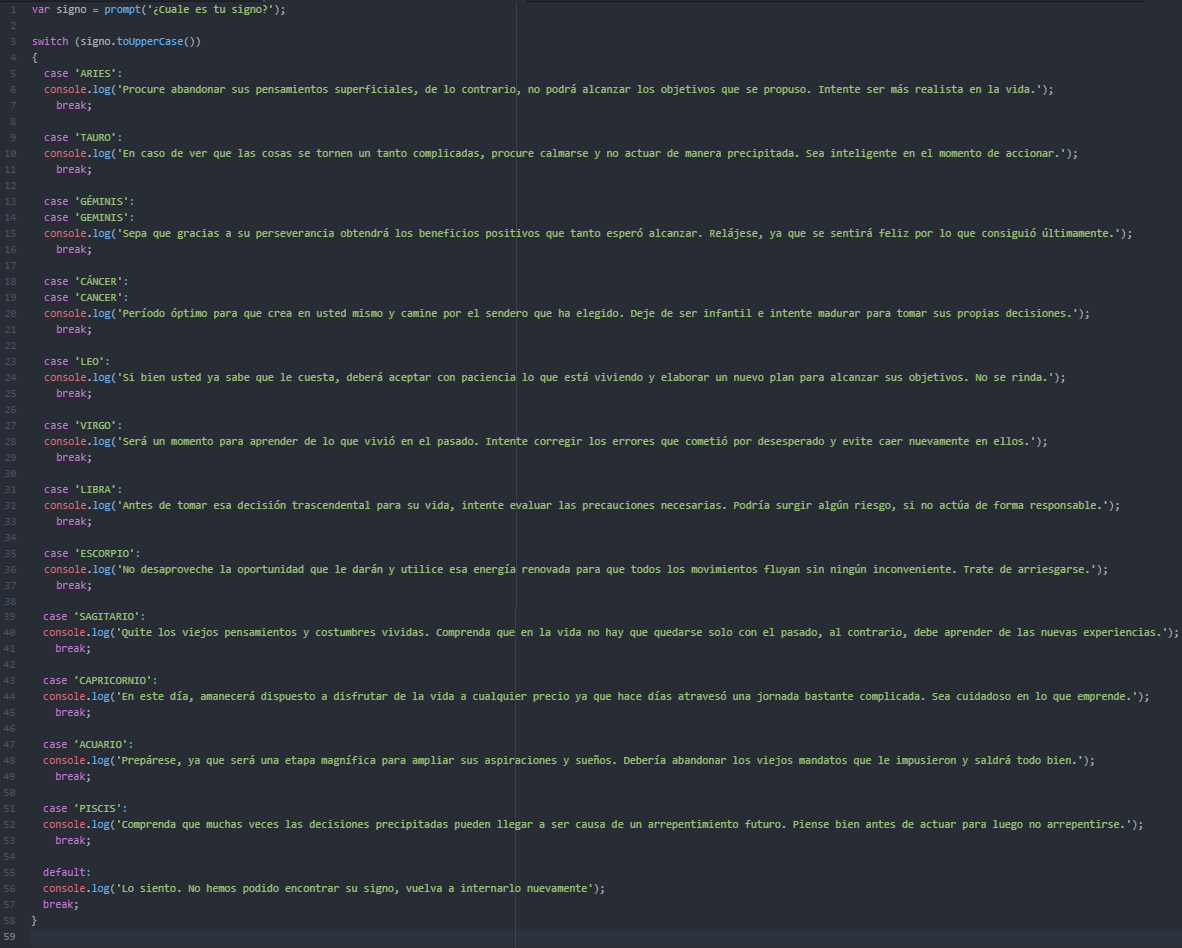 1 var signo = prompt('¿Cuale es tu signo?');
2
3 switch (signo.toUpperCase())
4 {
5 case 'ARIES':
6 console.log('Procure abandonar sus pensamientos superficiales, de lo contrario, no podrá alcanzar los objetivos que se propuso. Intente ser más realista en la vida.');
7 break;
8
9 case 'TAURO':
10 console.log('En caso de ver que las cosas se tornen un tanto complicadas, procure calmarse y no actuar de manera precipitada. Sea inteligente en el momento de accionar.');
11 break;
12
13 case 'GÉMINIS':
14 case 'GEMINIS':
15 console.log('Sepa que gracias a su perseverancia obtendrá los beneficios positivos que tanto esperó alcanzar. Relájese, ya que se sentirá feliz por lo que consiguió últimamente.');
16 break;
17
18 case 'CÁNCER':
19 case 'CANCER':
20 console.log('Período óptimo para que crea en usted mismo y camine por el sendero que ha elegido. Deje de ser infantil e intente madurar para tomar sus propias decisiones.');
21 break;
22
23 case 'LEO':
24 console.log('Si bien usted ya sabe que le cuesta, deberá aceptar con paciencia lo que está viviendo y elaborar un nuevo plan para alcanzar sus objetivos. No se rinda.');
25 break;
26
27 case 'VIRGO':
28 console.log('Será un momento para aprender de lo que vivió en el pasado. Intente corregir los errores que cometió por desesperado y evite caer nuevamente en ellos.');
29 break;
30
31 case 'LIBRA':
32 console.log('Antes de tomar esa decisión trascendental para su vida, intente evaluar las precauciones necesarias. Podría surgir algún riesgo, si no actúa de forma responsable.');
33 break;
34
35 case 'ESCORPIO':
36 console.log('No desaproveche la oportunidad que le darán y utilice esa energía renovada para que todos los movimientos fluyan sin ningún inconveniente. Trate de arriesgarse.');
37 break;
38
39 case 'SAGITARIO':
40 console.log('Quite los viejos pensamientos y costumbres vividas. Comprenda que en la vida no hay que quedarse solo con el pasado, al contrario, debe aprender de las nuevas experiencias.');
41 break;
42
43 case 'CAPRICORNIO':
44 console.log('En este día, amanecerá dispuesto a disfrutar de la vida a cualquier precio ya que hace días atravesó una jornada bastante complicada. Sea cuidadoso en lo que emprende.');
45 break;
46
47 case 'ACUARIO':
48 console.log('Prepárese, ya que será una etapa magnífica para ampliar sus aspiraciones y sueños. Debería abandonar los viejos mandatos que le impusieron y saldrá todo bien.');
49 break;
50
51 case 'PISCIS':
52 console.log('Comprenda que muchas veces las decisiones precipitadas pueden llegar a ser causa de un arrepentimiento futuro. Piense bien antes de actuar para luego no arrepentirse.');
53 break;
54
55 default:
56 console.log('Lo siento. No hemos podido encontrar su signo, vuelva a internarlo nuevamente');
57 break;
58 }
59